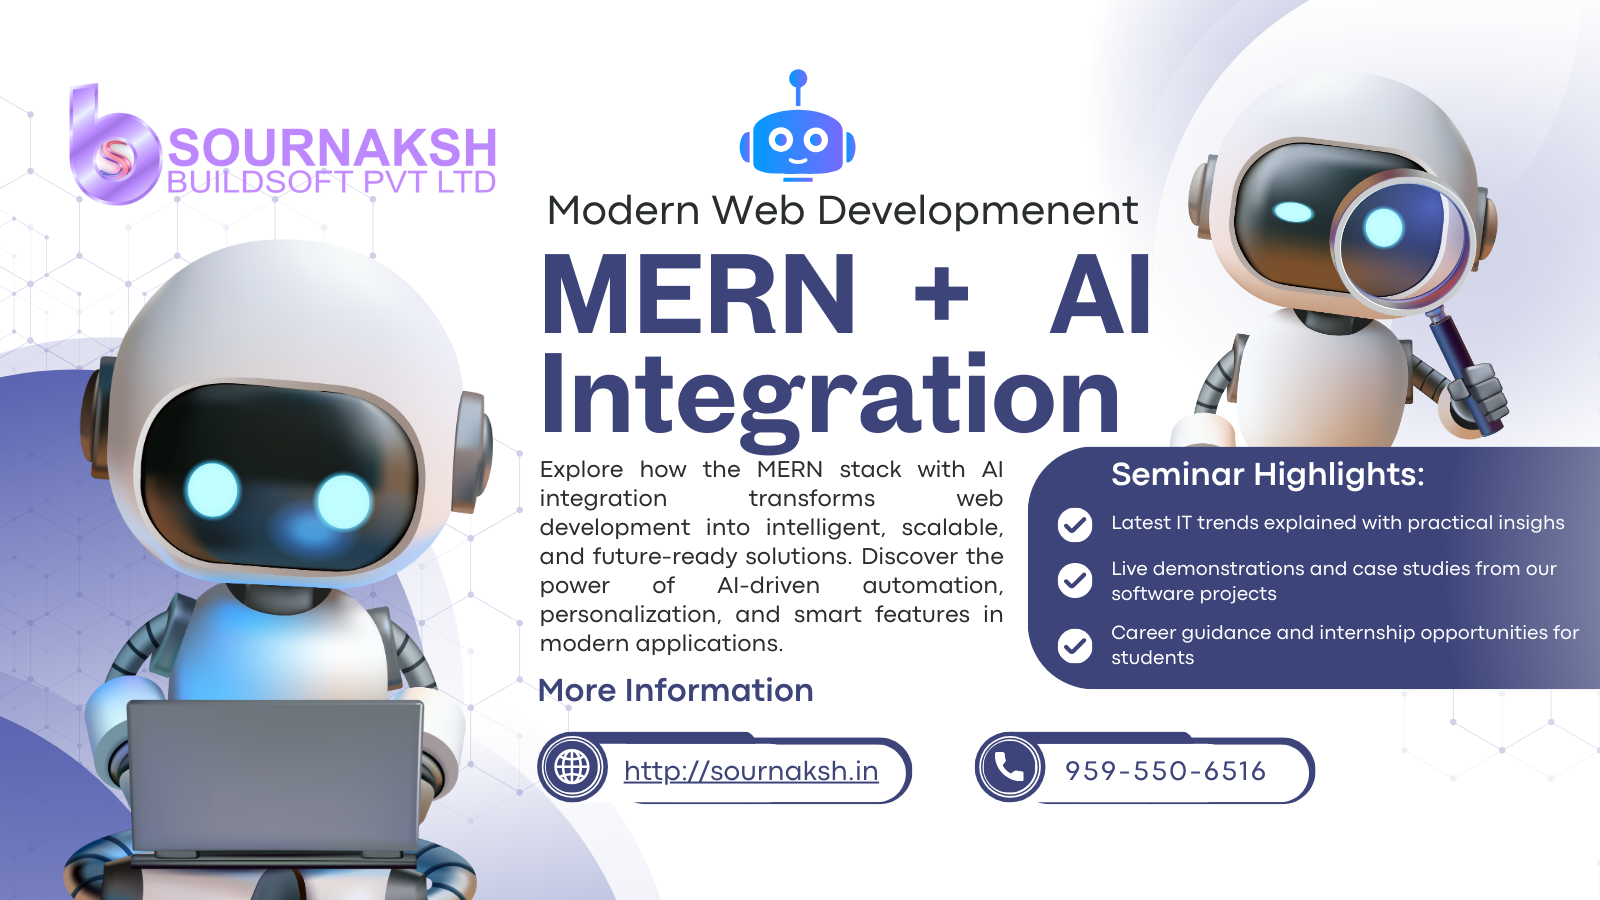 SOURNAKSH
BUILDSOFT PVT LTD
Modern Web Developmenent
MERN + AI
Integration
Explore how the MERN stack with AI
integration transforms web
development into intelligent, scalable,
and future-ready solutions. Discover the
power of AI-driven automation,
personalization, and smart features in
modern applications.
Seminar Highlights:
Latest IT trends explained with practical insighs
Live demonstrations and case studies from our
software projects
Career guidance and internship opportunities for
students
More Information
http://sournaksh.in
959-550-6516